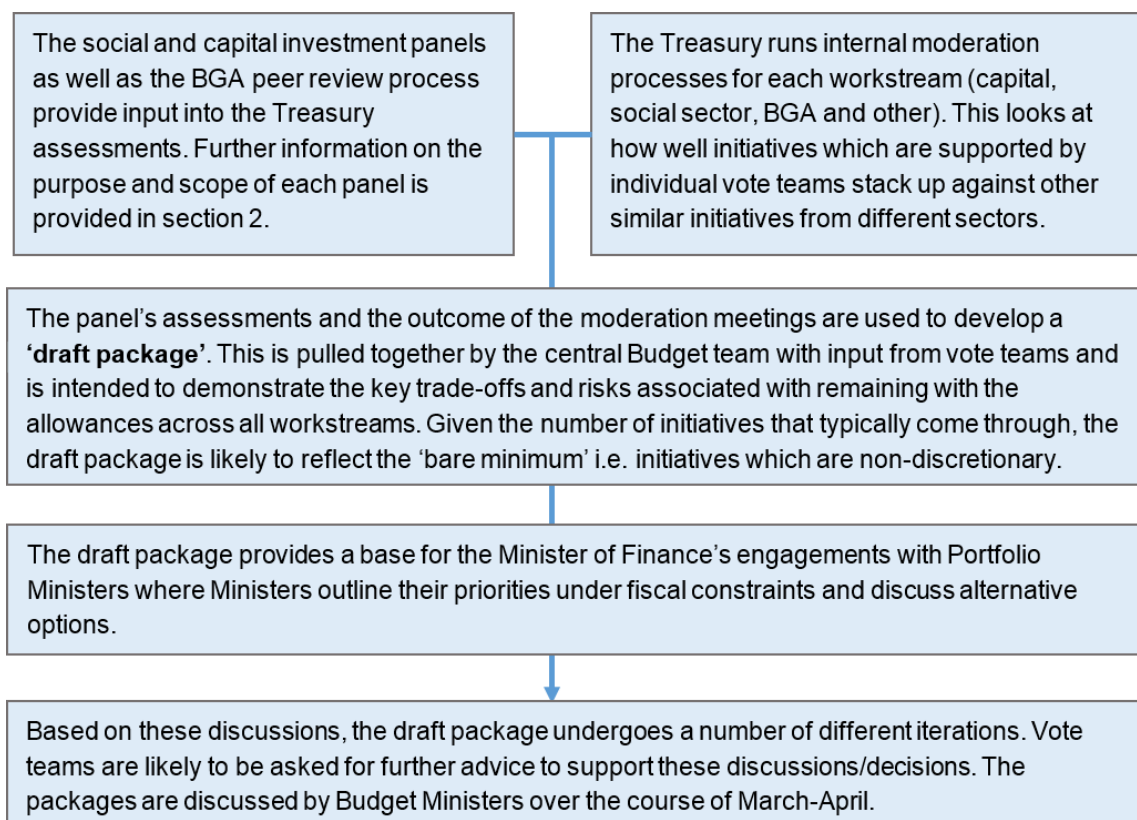 The social and capital investment panels
as well as the BGA peer review process
provide input into the Treasury
assessments. Further information on the
purpose and scope of each panel is
provided in section 2.
The Treasury runs internal moderation
processes for each workstream (capital,
social sector, BGA and other). This looks at
how well initiatives which are supported by
individual vote teams stack up against other
similar initiatives from different sectors.
The panel’s assessments and the outcome of the moderation meetings are used to develop a
‘draft package’. This is pulled together by the central Budget team with input from vote teams and
is intended to demonstrate the key trade-offs and risks associated with remaining with the
allowances across all workstreams. Given the number of initiatives that typically come through, the
draft package is likely to reflect the ‘bare minimum’ i.e. initiatives which are non-discretionary.
The draft package provides a base for the Minister of Finance’s engagements with Portfolio
Ministers where Ministers outline their priorities under fiscal constraints and discuss alternative
options.
Based on these discussions, the draft package undergoes a number of different iterations. Vote
teams are likely to be asked for further advice to support these discussions/decisions. The
packages are discussed by Budget Ministers over the course of March-April.